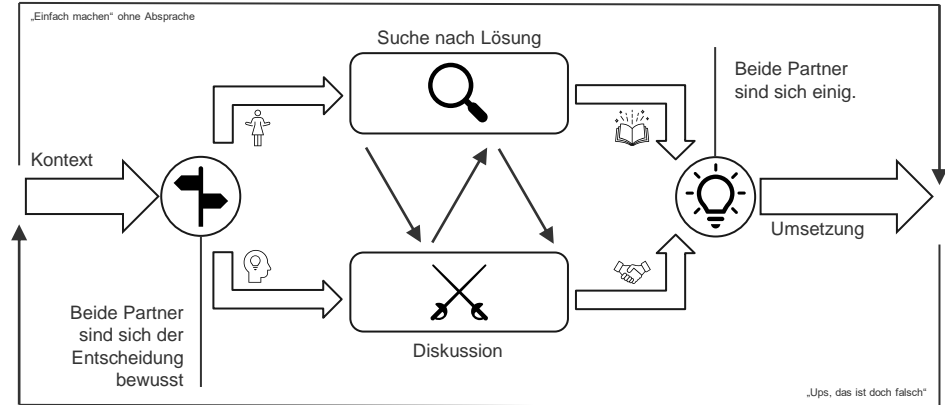 „Einfach machen“ ohne Absprache
Suche nach Lösung
Beide Partner
sind sich einig.
Kontext
Umsetzung
Beide Partner
sind sich der
Entscheidung
bewusst
Diskussion
„Ups, das ist doch falsch“